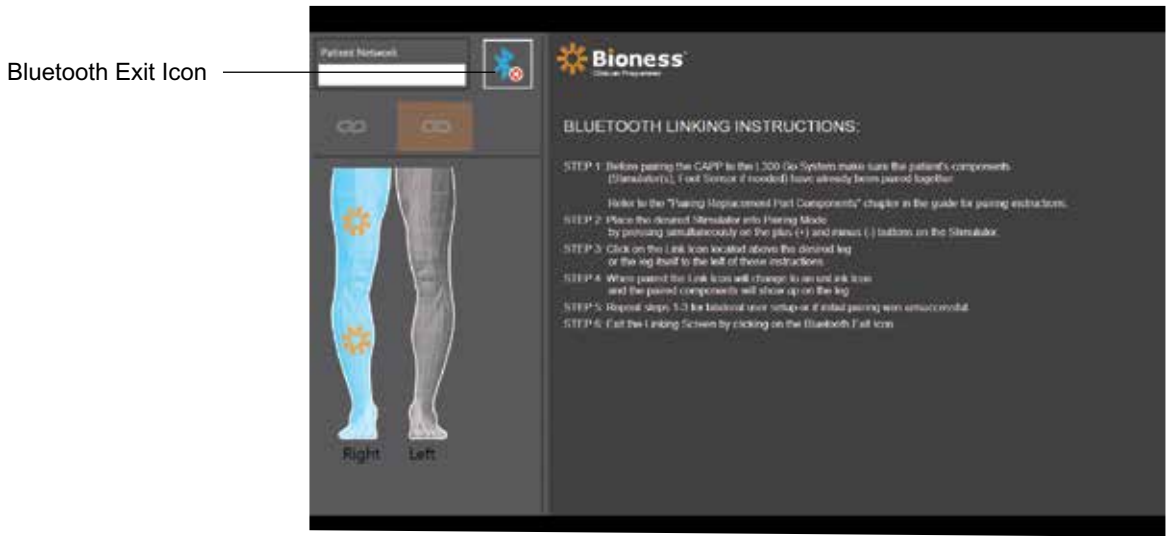 Bluetooth Exit Icon
Patient Network
Bioness
Clinician Programmer
BLUETOOTH LINKING INSTRUCTIONS:
STEP 1: Before pairing the CAPP to the L300 Go System make sure the patient's components
(Stimulator(s), Foot Sensor if needed) have already been paired together.
Refer to the "Pairing Replacement Part Components" chapter in the guide for pairing instructions.
STEP 2: Place the desired Stimulator into Pairing Mode
by pressing simultaneously on the plus (+) and minus (-) buttons on the Stimulator.
STEP 3: Click on the Link Icon located above the desired leg
or the leg itself to the left of these instructions
STEP 4: When paired the Link Icon will change to an unLink Icon
and the paired components will show up on the leg
STEP 5: Repeat steps 1-3 for bilateral user setup or if initial pairing was unsuccessful.
STEP 6: Exit the Linking Screen by clicking on the Bluetooth Exit Icon
Right Left